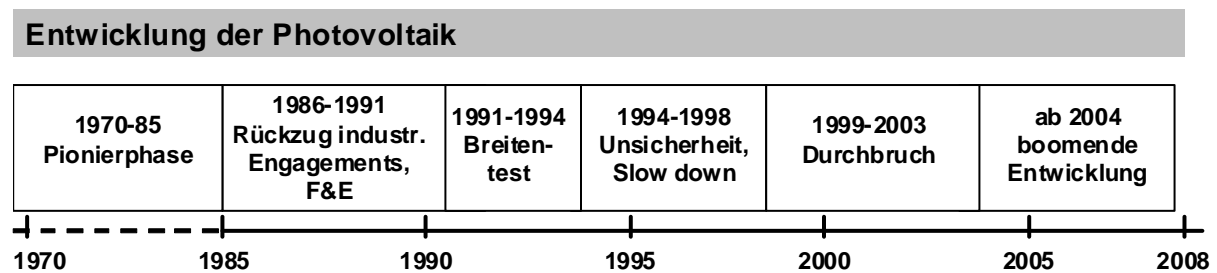 Entwicklung der Photovoltaik
1970-85
Pionierphase
1986-1991
Rückzug industr.
Engagements,
F&E
1991-1994
Breiten-
test
1994-1998
Unsicherheit,
Slow down
1999-2003
Durchbruch
ab 2004
boomende
Entwicklung
1970 1985 1990 1995 2000 2005 2008